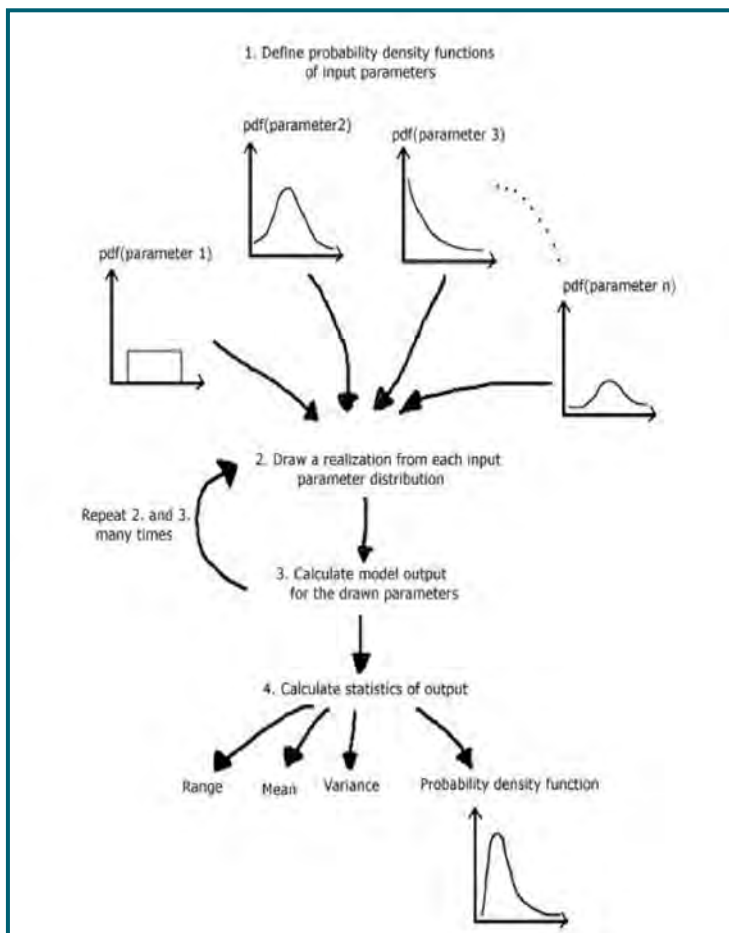 1. Define probability density functions
of input parameters
pdf(parameter2)
pdf(parameter 3)
pdf(parameter 1)
pdf(parameter n)
2. Draw a realization from each input
parameter distribution
Repeat 2. and 3.
many times
3. Calculate model output
for the drawn parameters
4. Calculate statistics of output
Range
Mean
Variance
Probability density function